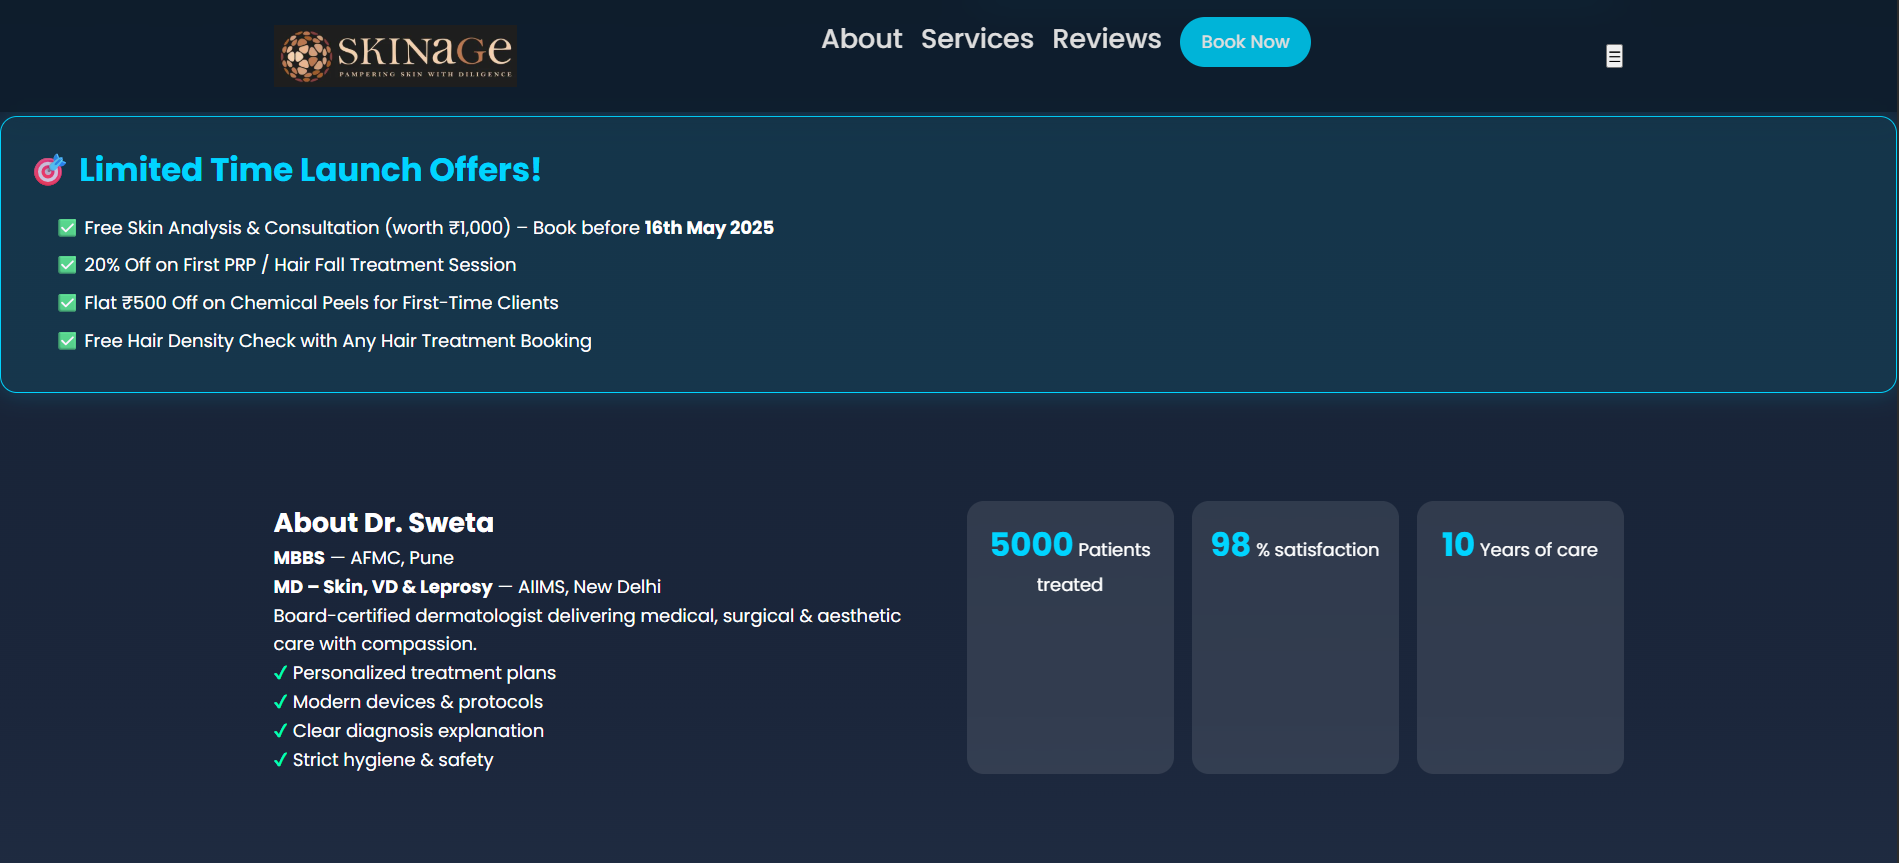 SKINAGE
PAMPERING SKIN WITH DILIGENCE
About Services Reviews Book Now
☰
🎯 Limited Time Launch Offers!
✅ Free Skin Analysis & Consultation (worth ₹1,000) – Book before 16th May 2025
✅ 20% Off on First PRP / Hair Fall Treatment Session
✅ Flat ₹500 Off on Chemical Peels for First-Time Clients
✅ Free Hair Density Check with Any Hair Treatment Booking
About Dr. Sweta
MBBS — AFMC, Pune
MD – Skin, VD & Leprosy — AIIMS, New Delhi
Board-certified dermatologist delivering medical, surgical & aesthetic
care with compassion.
✓ Personalized treatment plans
✓ Modern devices & protocols
✓ Clear diagnosis explanation
✓ Strict hygiene & safety
5000 Patients
treated
98 % satisfaction
10 Years of care